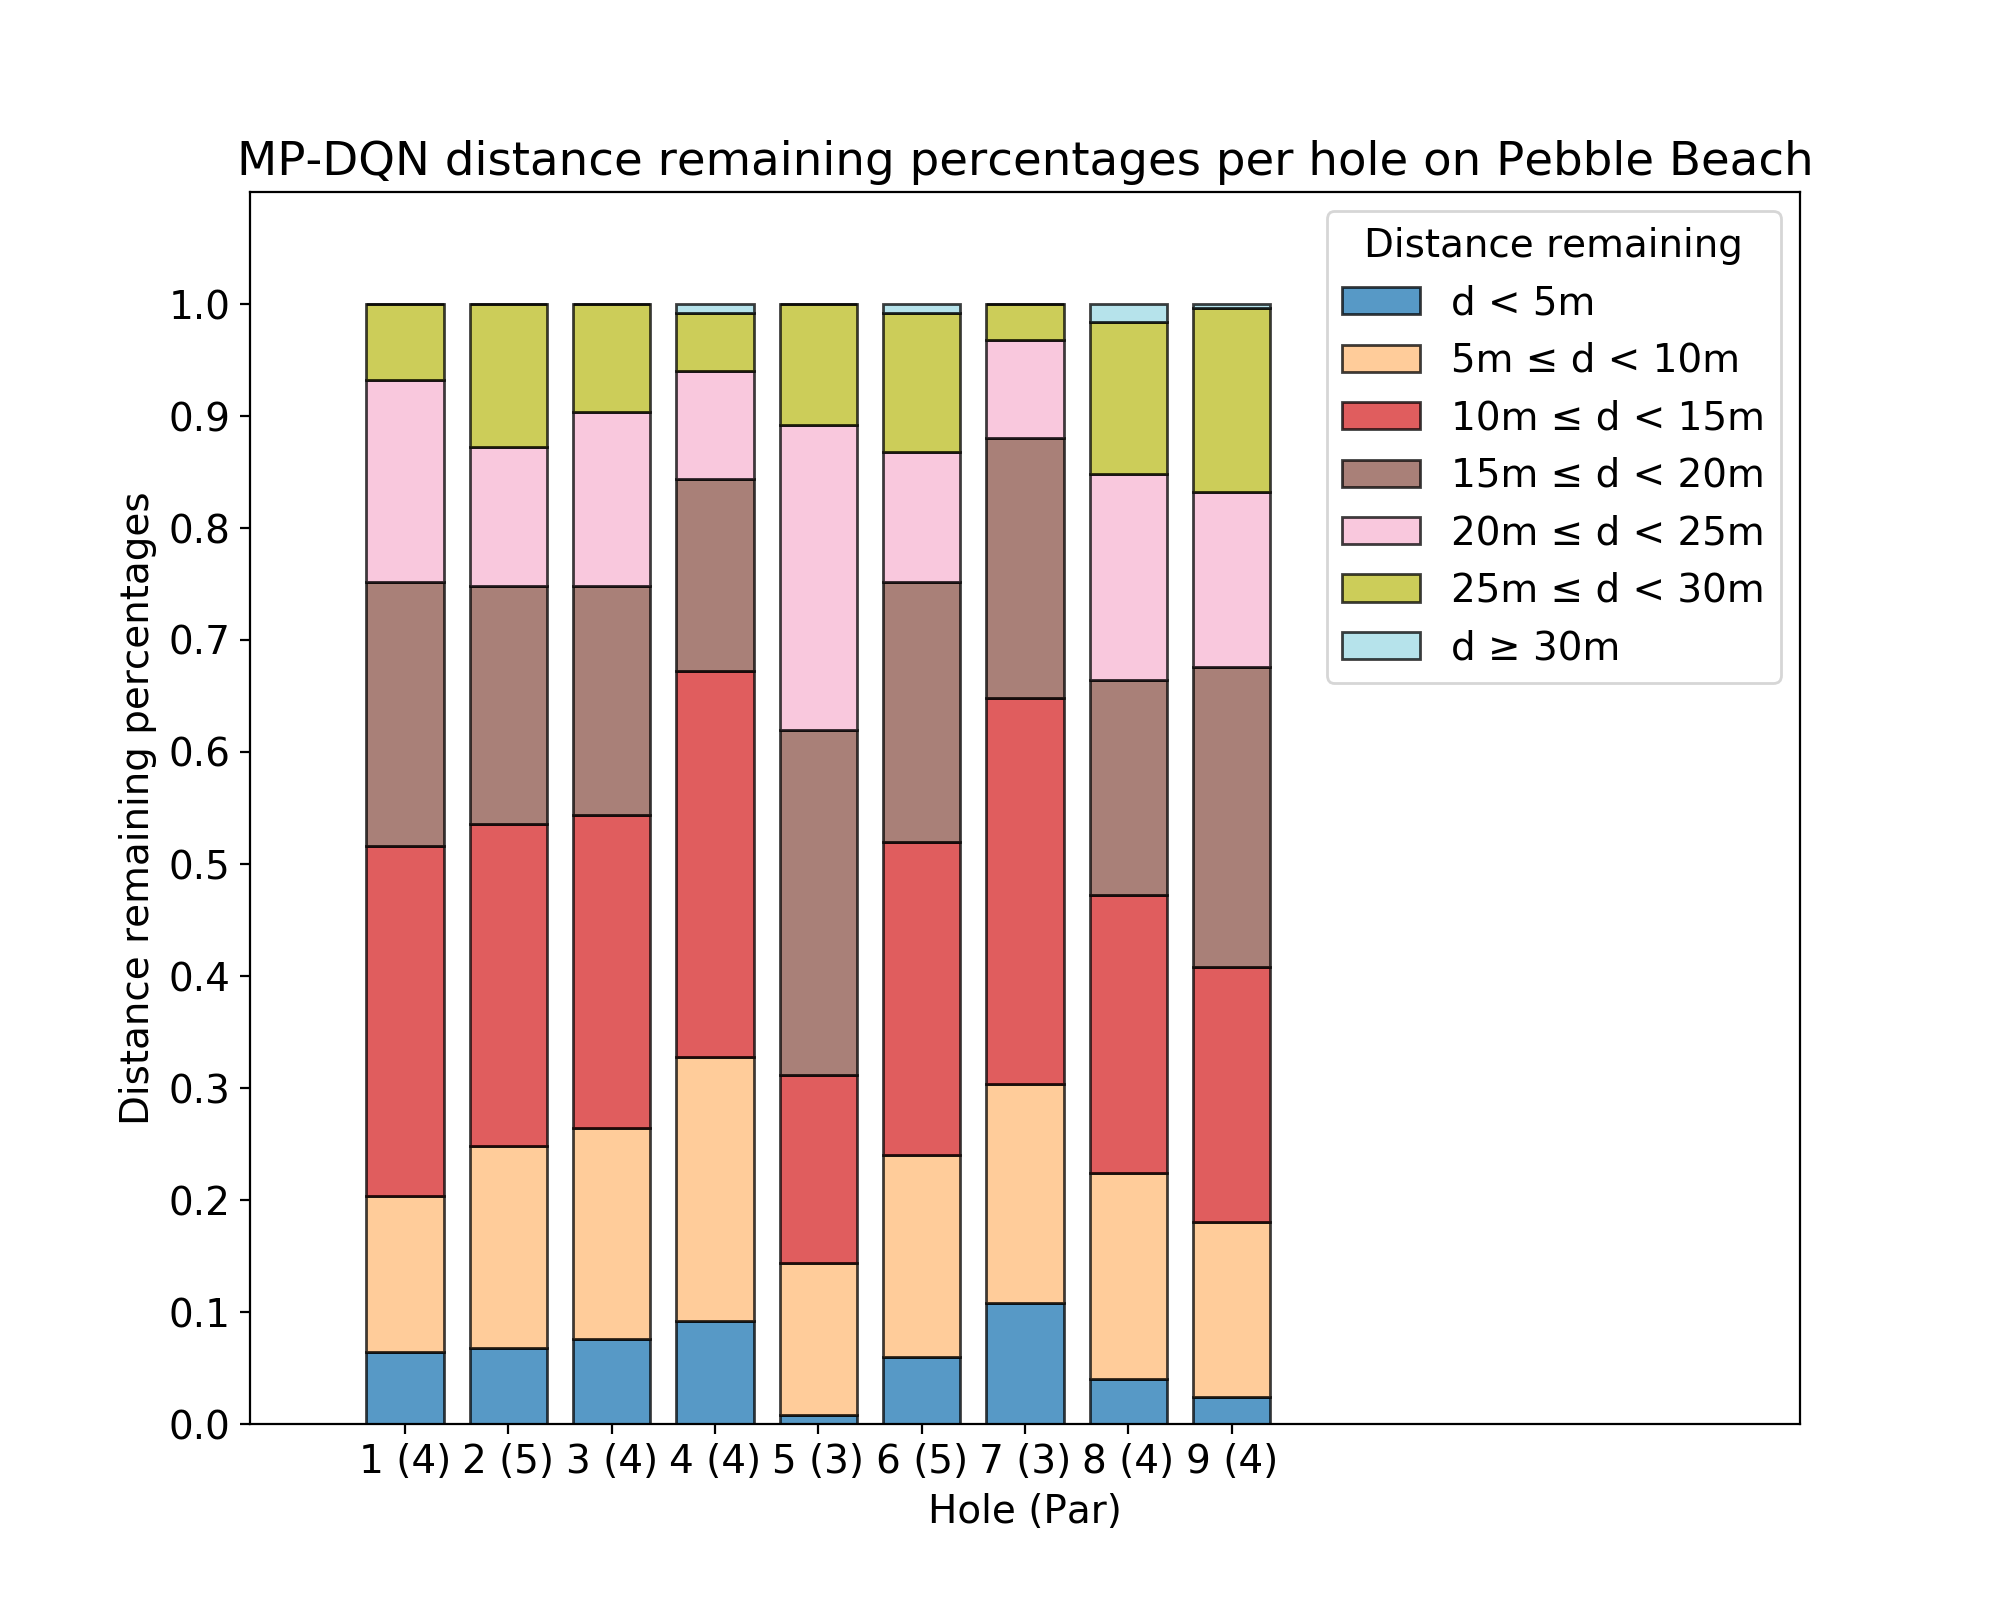 MP-DQN distance remaining percentages per hole on Pebble Beach
Distance remaining
d < 5m
5m ≤ d < 10m
10m ≤ d < 15m
15m ≤ d < 20m
20m ≤ d < 25m
25m ≤ d < 30m
d ≥ 30m
Distance remaining percentages
1.0
0.9
0.8
0.7
0.6
0.5
0.4
0.3
0.2
0.1
0.0
1 (4) 2 (5) 3 (4) 4 (4) 5 (3) 6 (5) 7 (3) 8 (4) 9 (4)
Hole (Par)